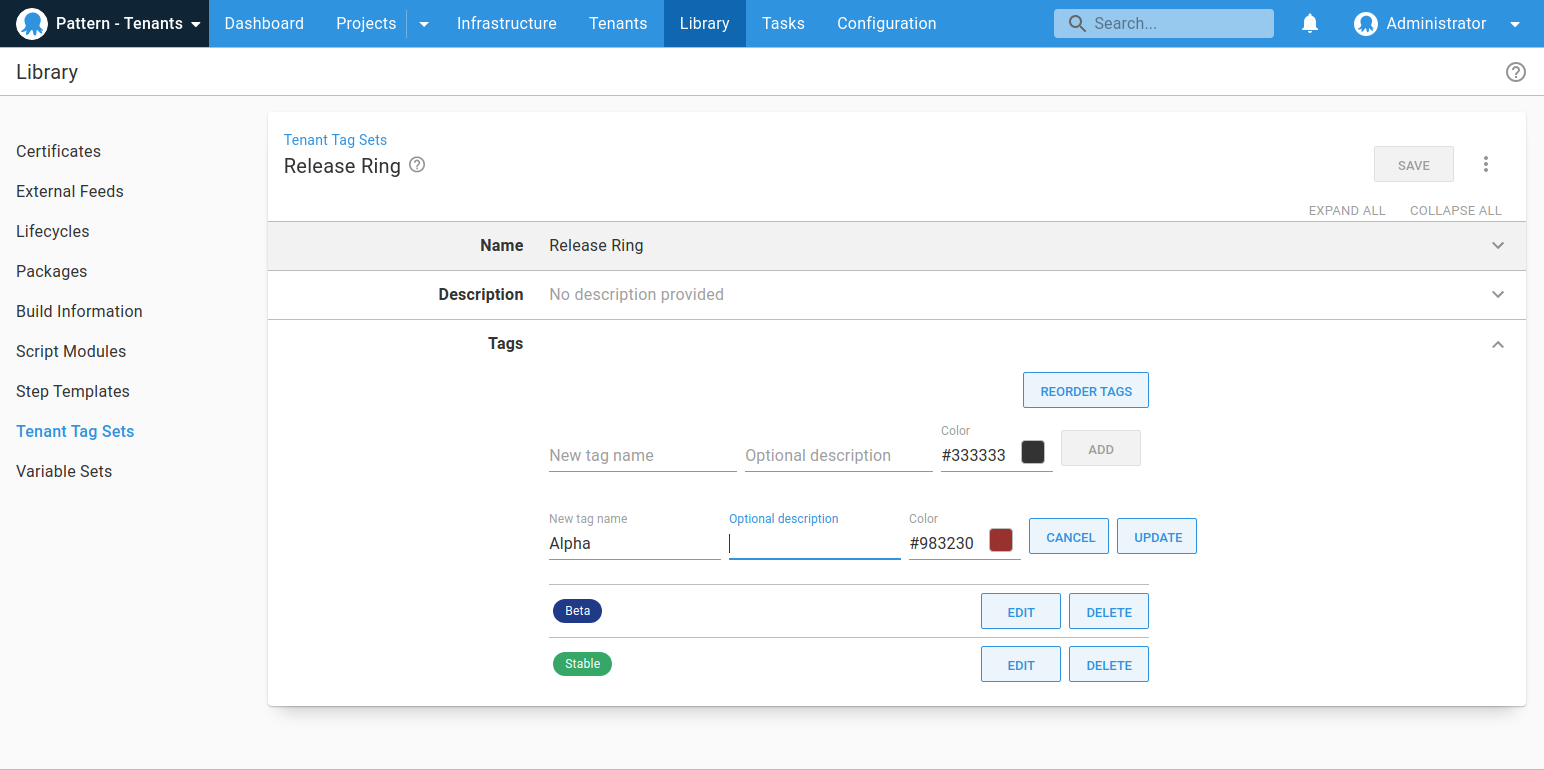 Pattern - Tenants Dashboard Projects Infrastructure Tenants Library Tasks Configuration Search... Administrator
Library
Certificates
External Feeds
Lifecycles
Packages
Build Information
Script Modules
Step Templates
Tenant Tag Sets
Variable Sets
Tenant Tag Sets
Release Ring
SAVE
EXPAND ALL COLLAPSE ALL
Name Release Ring
Description No description provided
Tags
REORDER TAGS
Color
New tag name Optional description #333333 ADD
New tag name Optional description Color
Alpha #983230 CANCEL UPDATE
Beta EDIT DELETE
Stable EDIT DELETE